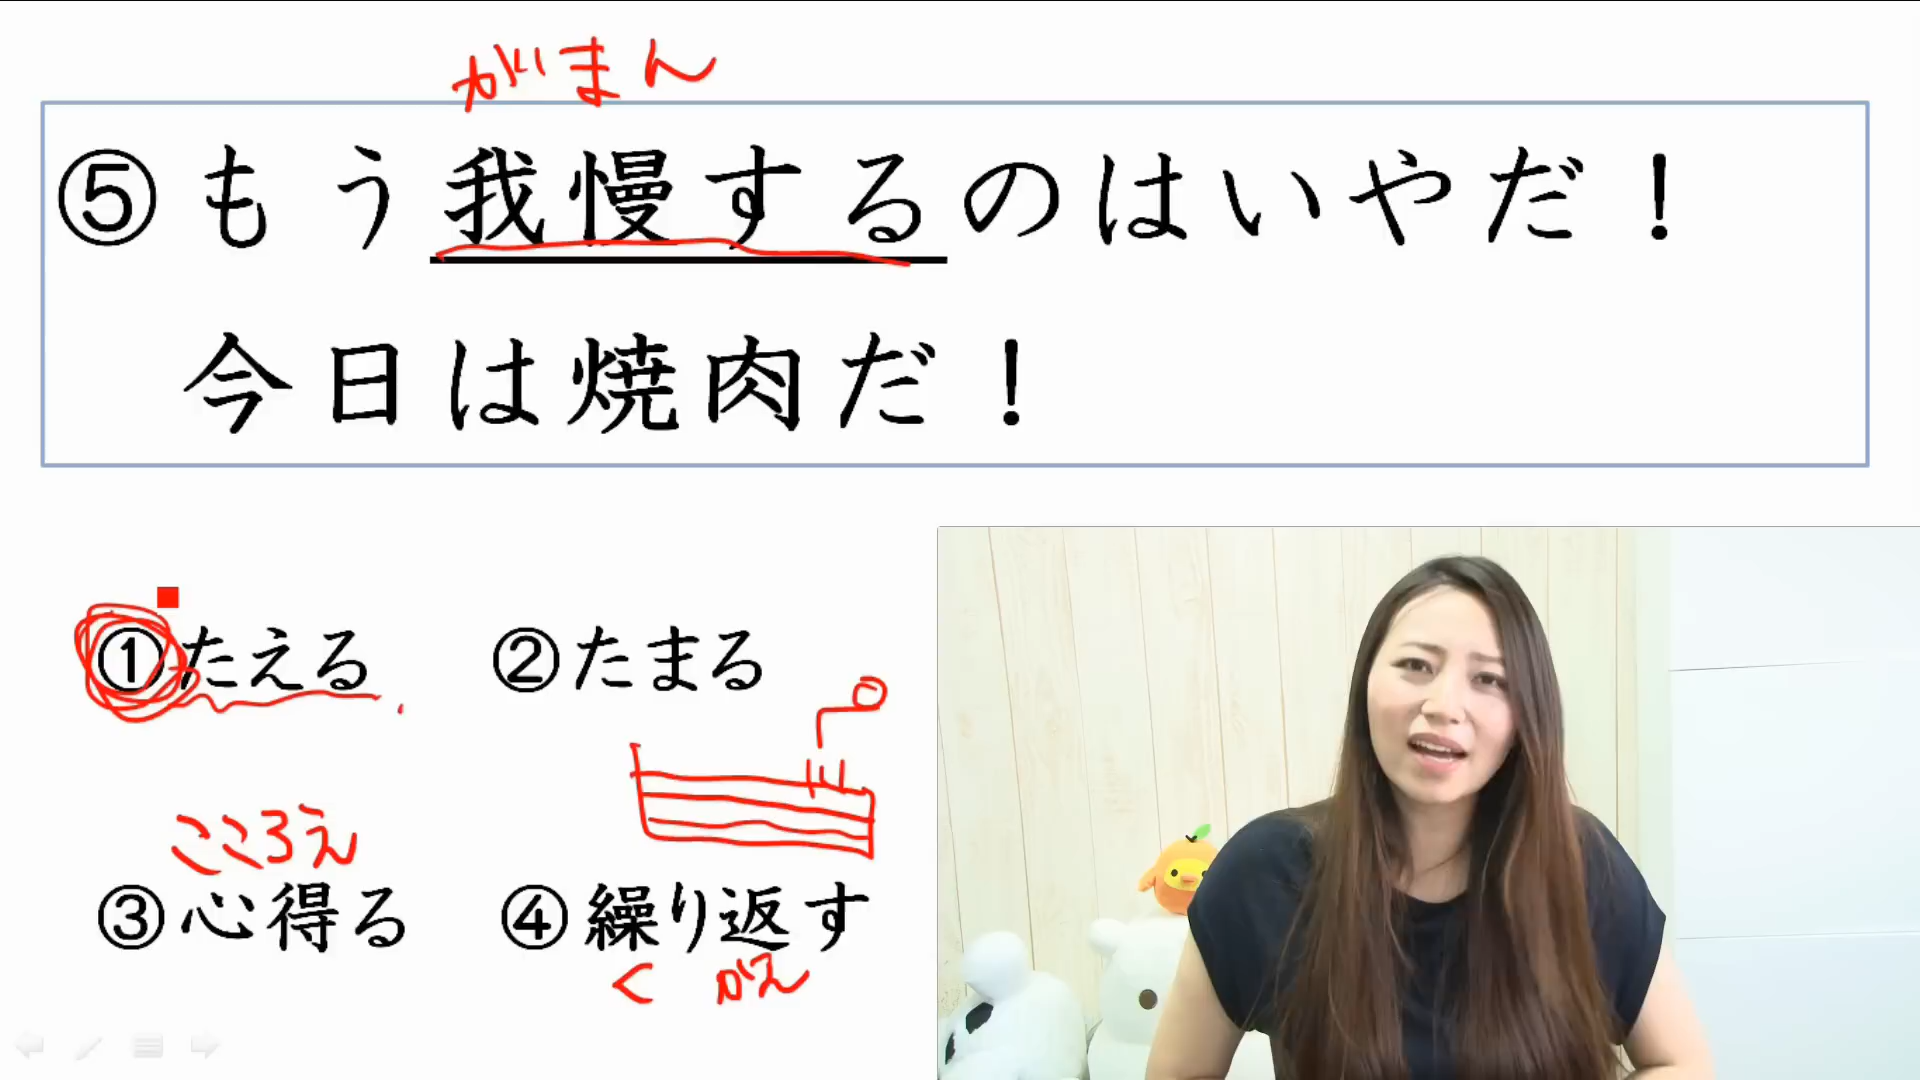 がまん
⑤もう我慢するのはいやだ！
今日は焼肉だ！
①たえる ②たまる
こころえ
③心得る ④繰り返す
く かえ